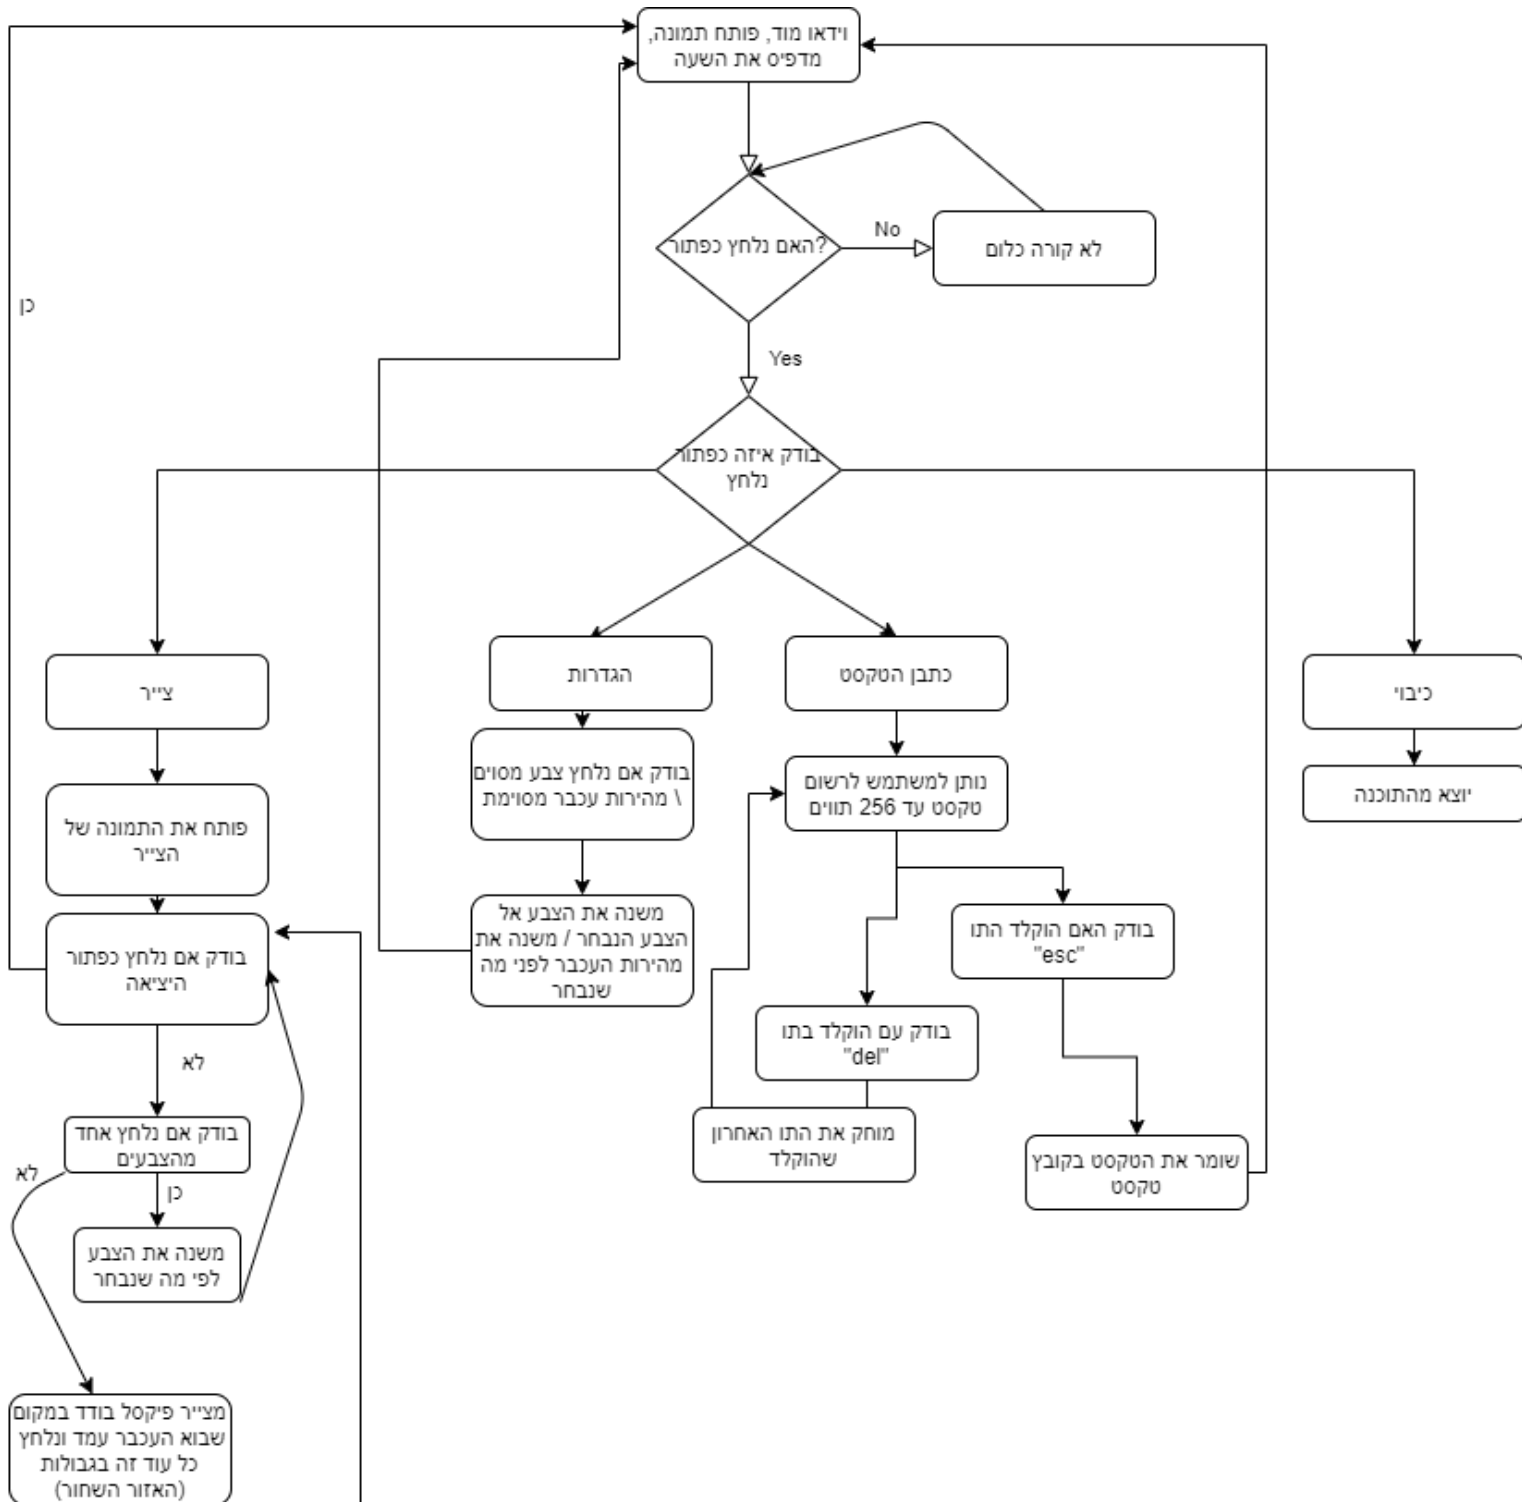 וידאו מוד, פותח תמונה,
מדפיס את השעה
האם נלחץ כפתור?
No
לא קורה כלום
כן
Yes
בודק איזה כפתור
נלחץ
צייר
הגדרות
כתבן הטקסט
כיבוי
בודק אם נלחץ צבע מסוים
\ מהירות עכבר מסוימת
נותן למשתמש לרשום
טקסט עד 256 תווים
יוצא מהתוכנה
פותח את התמונה של
הצייר
משנה את הצבע אל
הצבע הנבחר / משנה את
מהירות העכבר לפני מה
שנבחר
בודק האם הוקלד התו
"esc"
בודק אם נלחץ כפתור
היציאה
בודק עם הוקלד בתו
"del"
לא
בודק אם נלחץ אחד
מהצבעים
מוחק את התו האחרון
שהוקלד
שומר את הטקסט בקובץ
טקסט
לא
כן
משנה את הצבע
לפי מה שנבחר
מצייר פיקסל בודד במקום
שבוא העכבר עמד ונלחץ
כל עוד זה בגבולות
(האזור השחור)